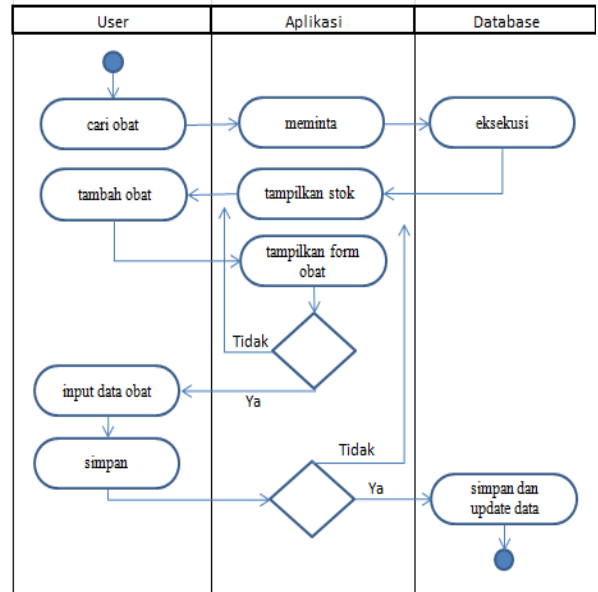 User
Aplikasi
Database
cari obat
meminta
eksekusi
tambah obat
tampilkan stok
tampilkan form
obat
Tidak
input data obat
Ya
simpan
Tidak
Ya
simpan dan
update data